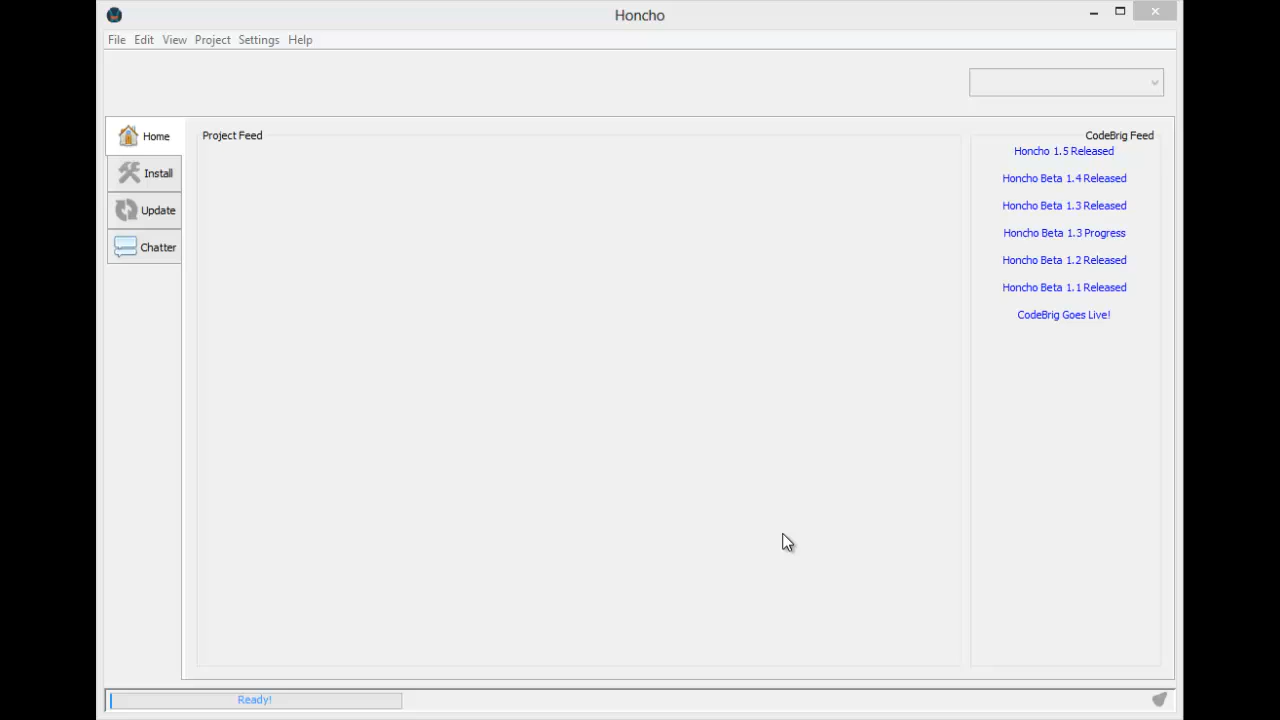 Honcho
File Edit View Project Settings Help
Home
Install
Update
Chatter
Project Feed
CodeBrig Feed
Honcho 1.5 Released
Honcho Beta 1.4 Released
Honcho Beta 1.3 Released
Honcho Beta 1.3 Progress
Honcho Beta 1.2 Released
Honcho Beta 1.1 Released
CodeBrig Goes Live!
Ready!